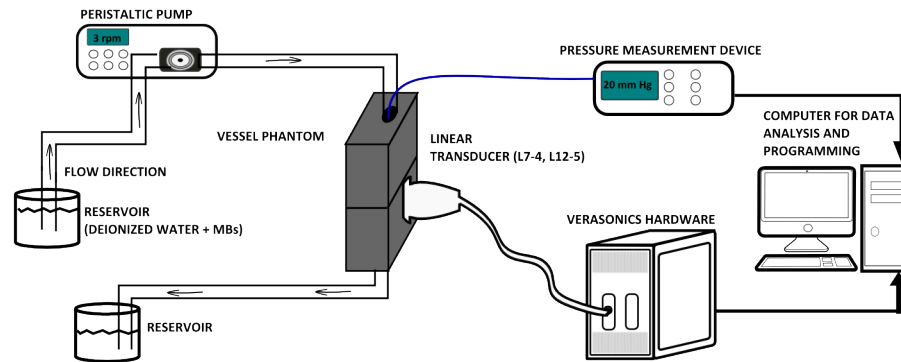 PERISTALTIC PUMP
3 rpm
PRESSURE MEASUREMENT DEVICE
20 mm Hg
VESSEL PHANTOM
LINEAR
TRANSDUCER (L7-4, L12-5)
COMPUTER FOR DATA
ANALYSIS AND
PROGRAMMING
FLOW DIRECTION
RESERVOIR
(DEIONIZED WATER + MBs)
VERASONICS HARDWARE
RESERVOIR